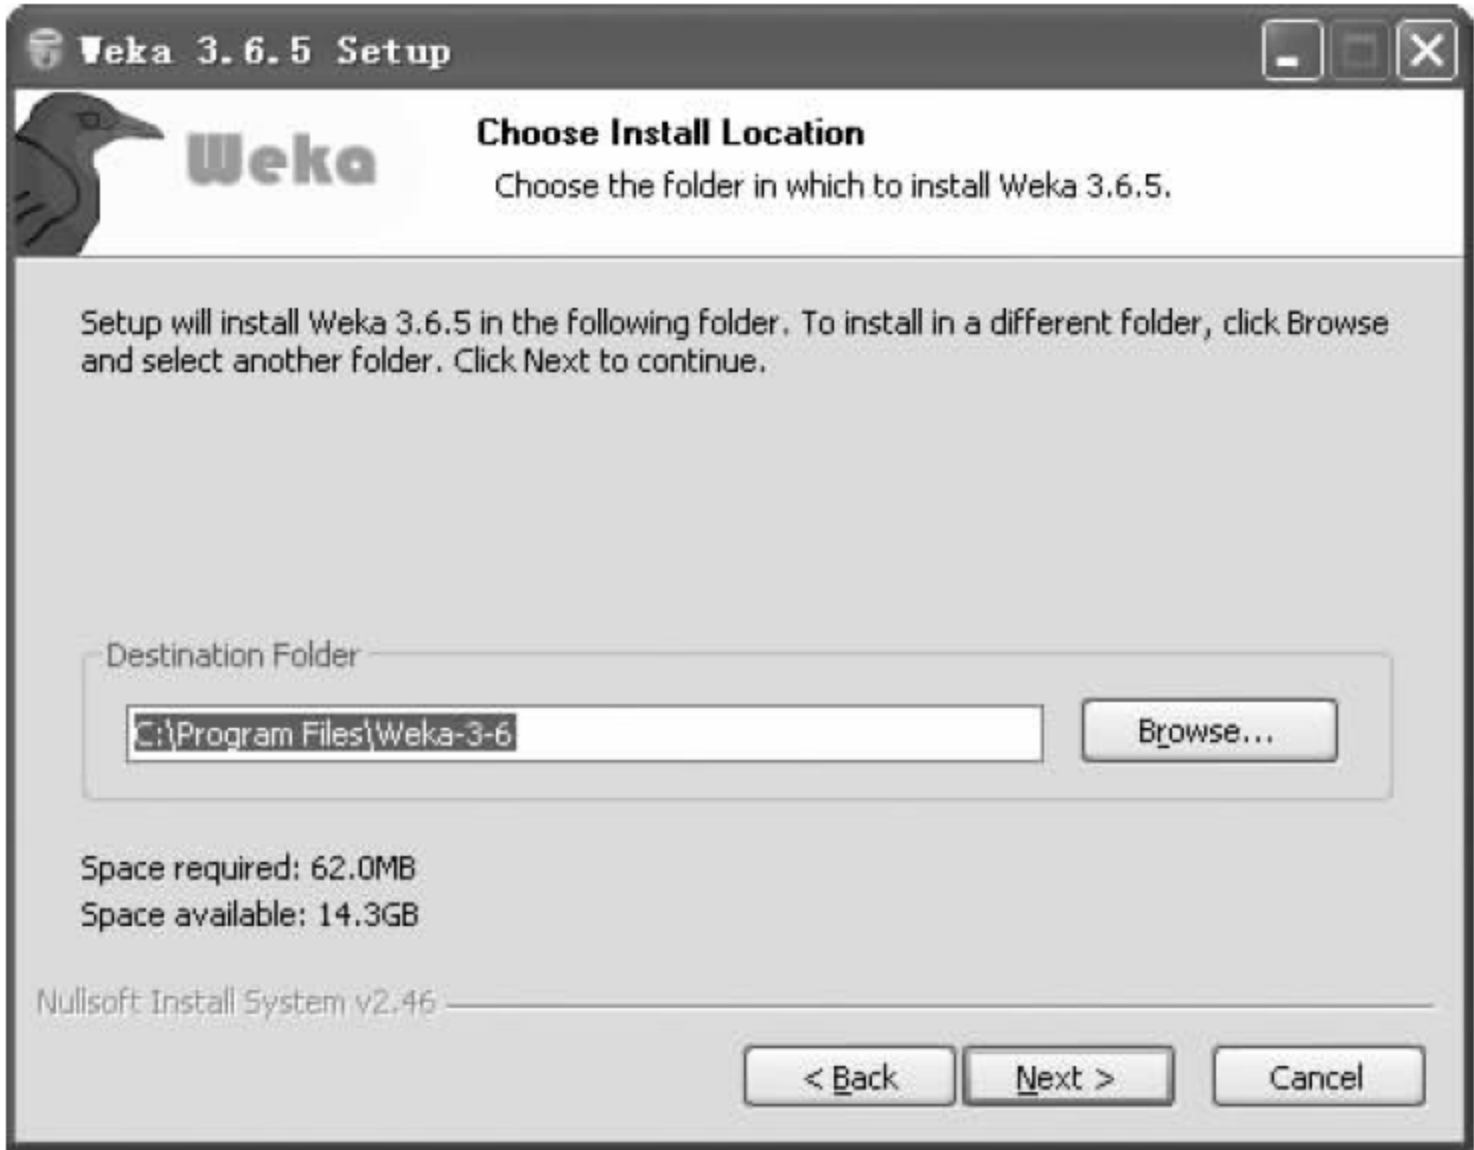 Weka 3.6.5 Setup
Weka
Choose Install Location
Choose the folder in which to install Weka 3.6.5.
Setup will install Weka 3.6.5 in the following folder. To install in a different folder, click Browse
and select another folder. Click Next to continue.
Destination Folder
C:\Program Files\Weka-3-6
Browse...
Space required: 62.0MB
Space available: 14.3GB
Nullsoft Install System v2.46
< Back
Next >
Cancel